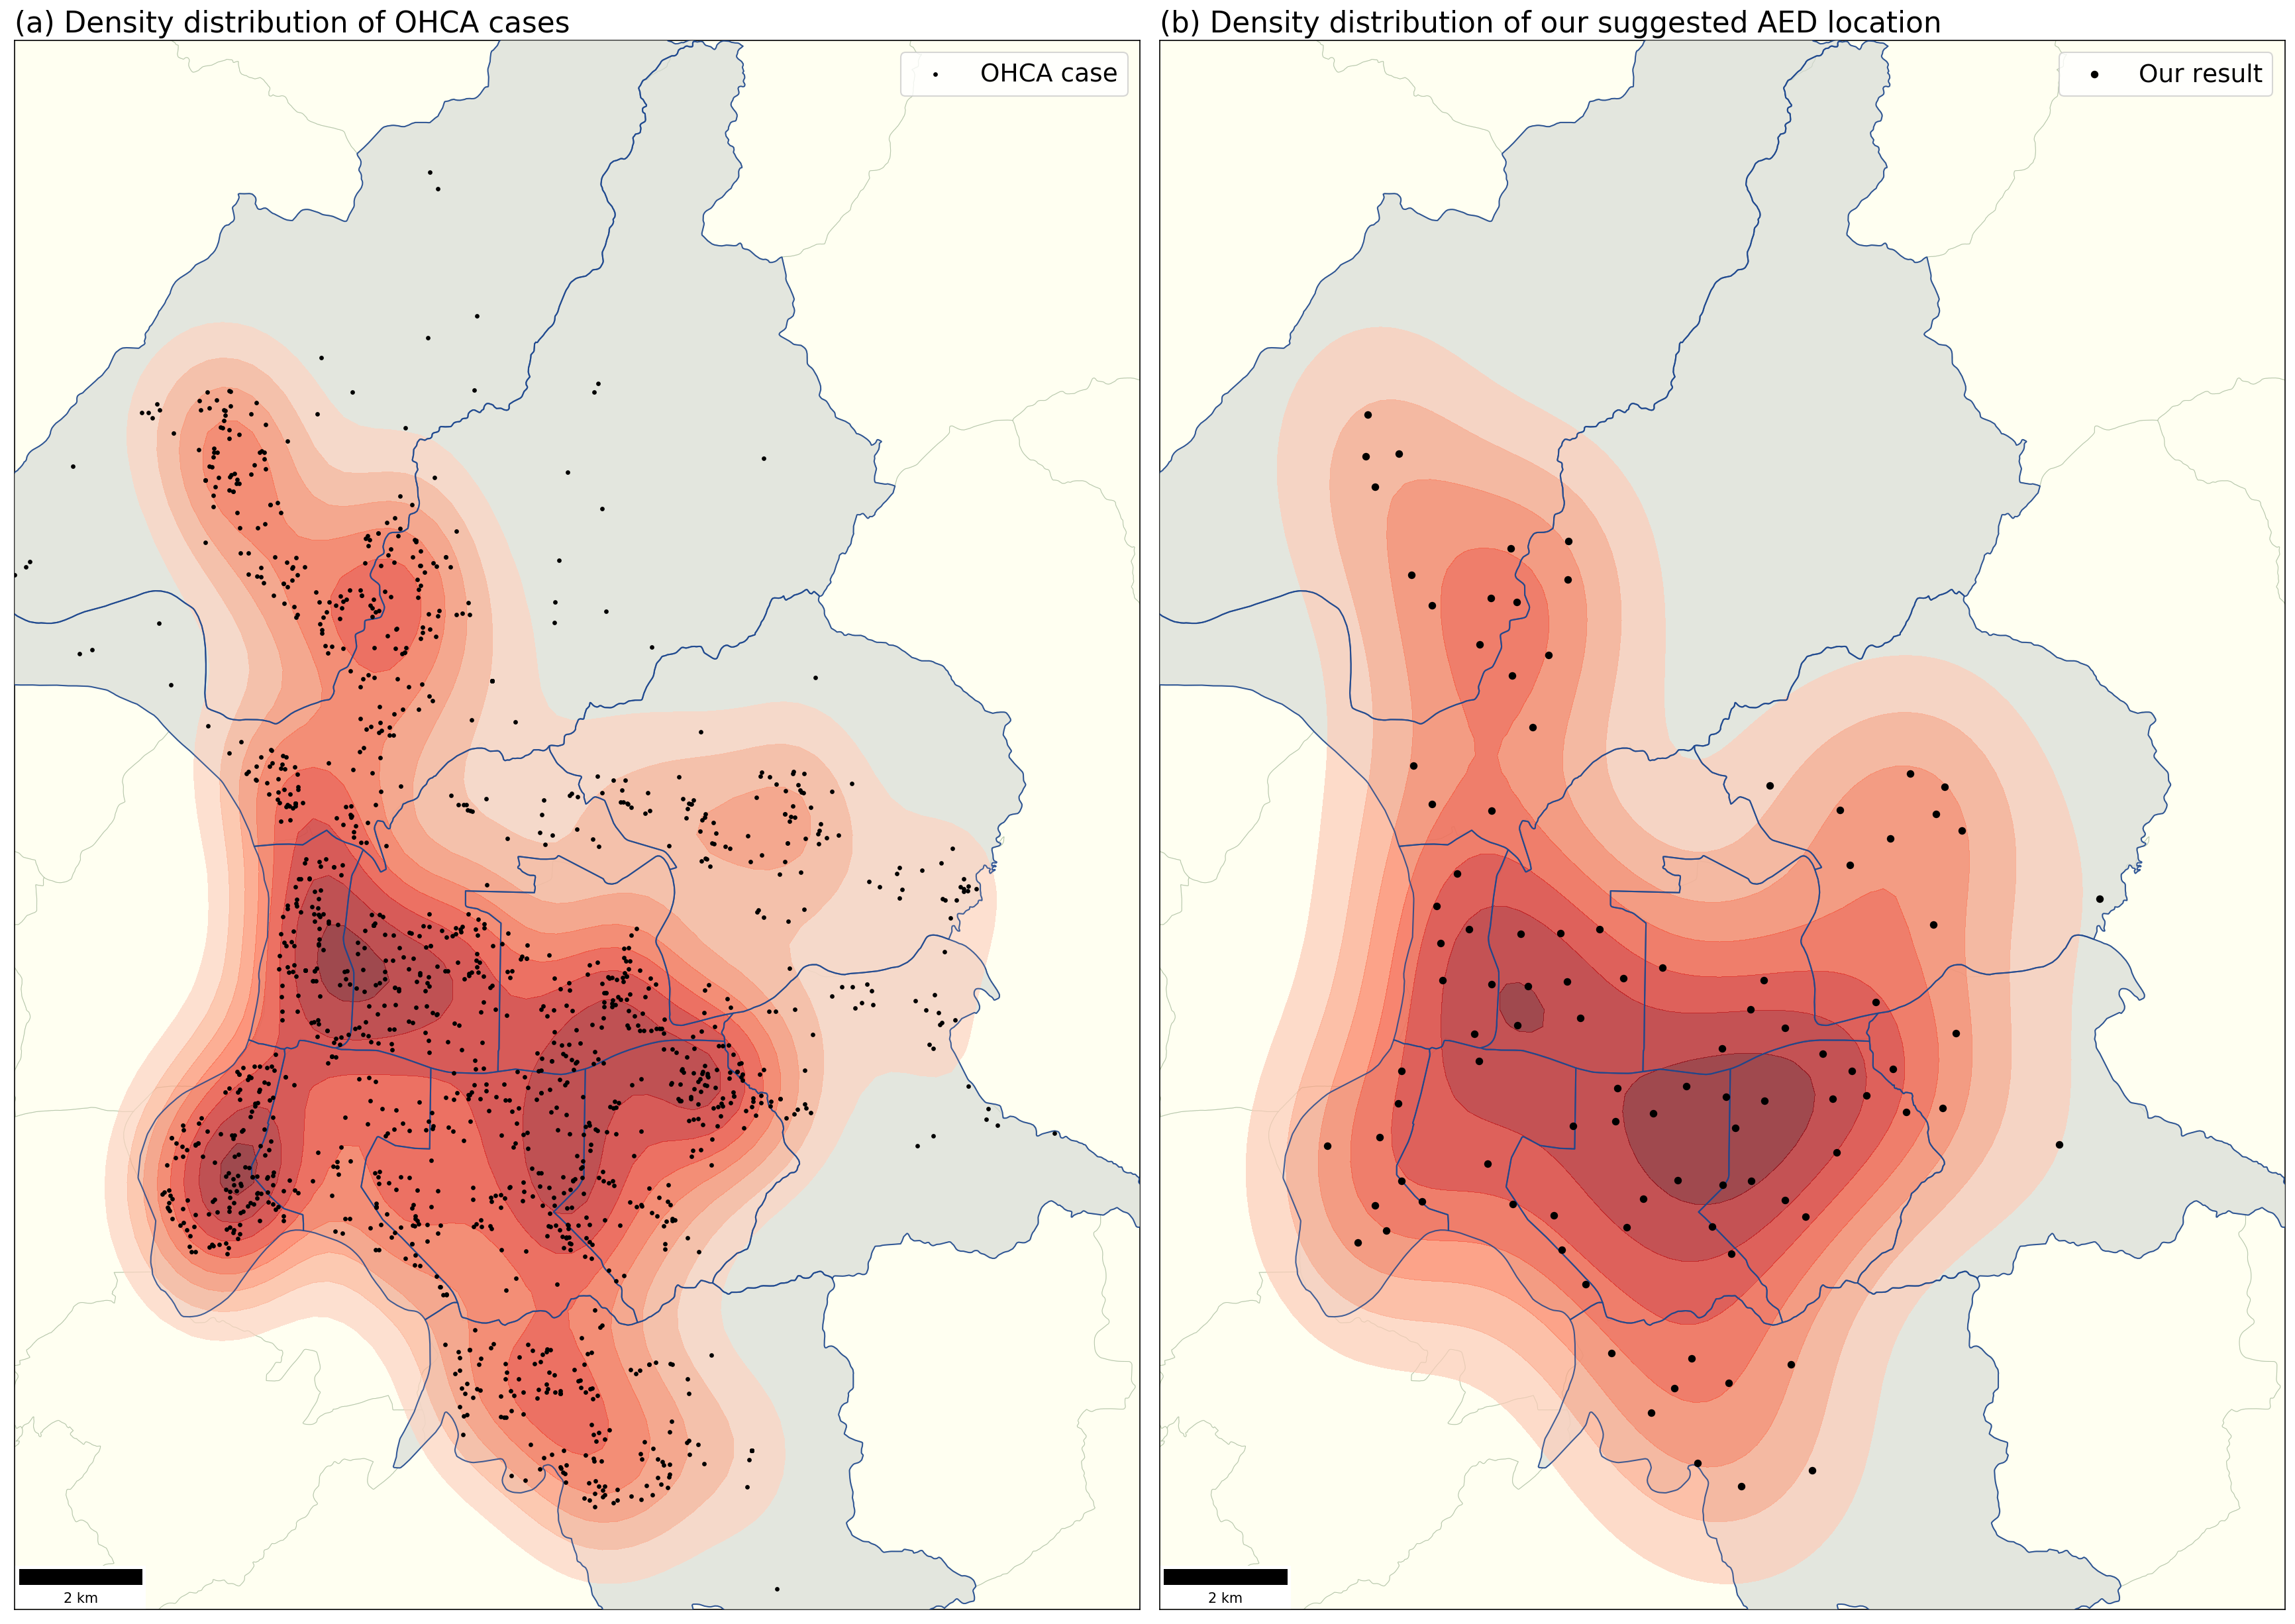 (a) Density distribution of OHCA cases
OHCA case
2 km
(b) Density distribution of our suggested AED location
Our result
2 km